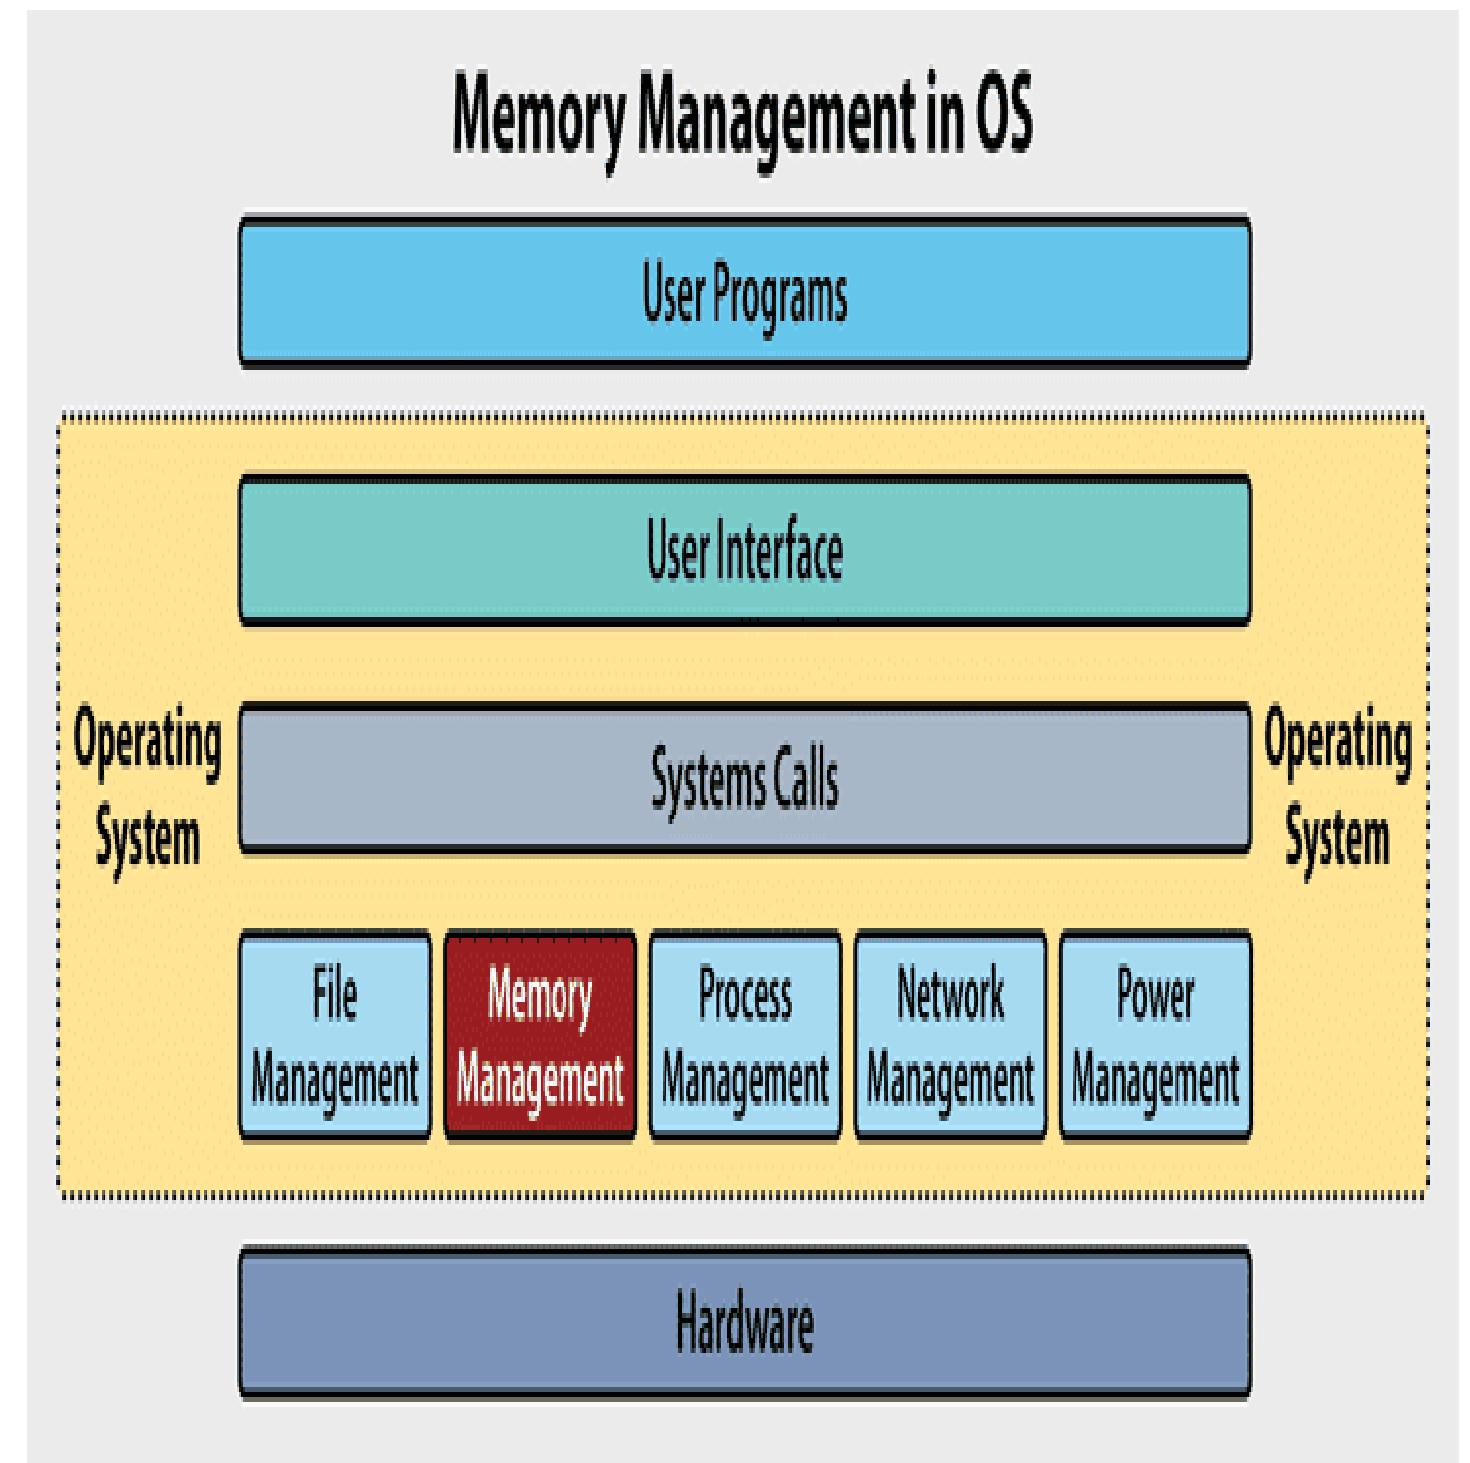 Memory Management in OS
User Programs
User Interface
Operating
System
Systems Calls
Operating
System
File
Management
Memory
Management
Process
Management
Network
Management
Power
Management
Hardware